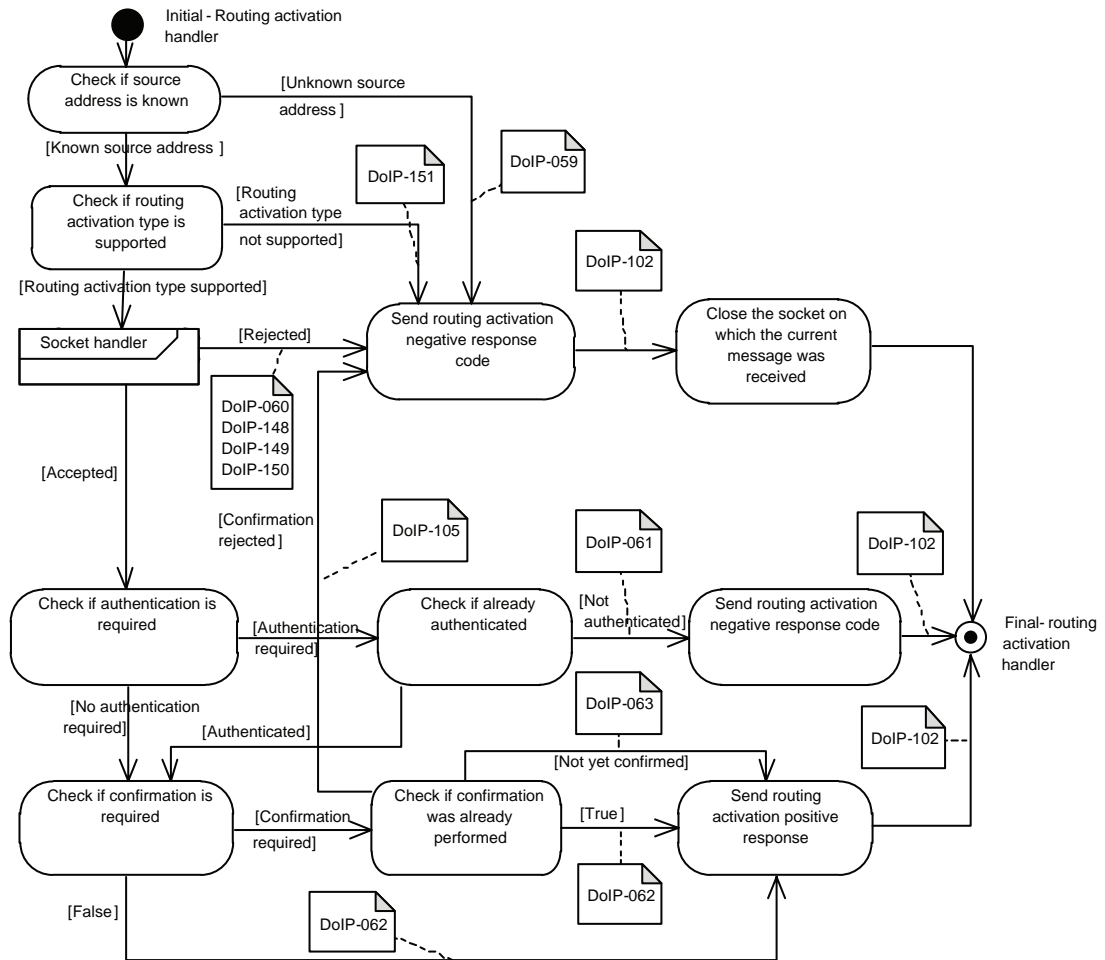 Initial - Routing activation
handler
Check if source
address is known
[Unknown source
address ]
[Known source address ]
DoIP-151
DoIP-059
Check if routing
activation type is
supported
[Routing
activation type
not supported]
DoIP-102
[Routing activation type supported]
Socket handler
[Rejected]
Send routing activation
negative response
code
Close the socket on
which the current
message was
received
DoIP-060
DoIP-148
DoIP-149
DoIP-150
[Accepted]
[Confirmation
rejected ]
DoIP-105
DoIP-061
DoIP-102
Check if authentication is
required
[Authentication
required]
Check if already
authenticated
[Not
authenticated]
Send routing activation
negative response code
Final- routing
activation
handler
[No authentication
required]
[Authenticated]
DoIP-063
DoIP-102
[Not yet confirmed]
Check if confirmation is
required
[Confirmation
required]
Check if confirmation
was already
performed
[True]
Send routing
activation positive
response
DoIP-062
[False]
DoIP-062